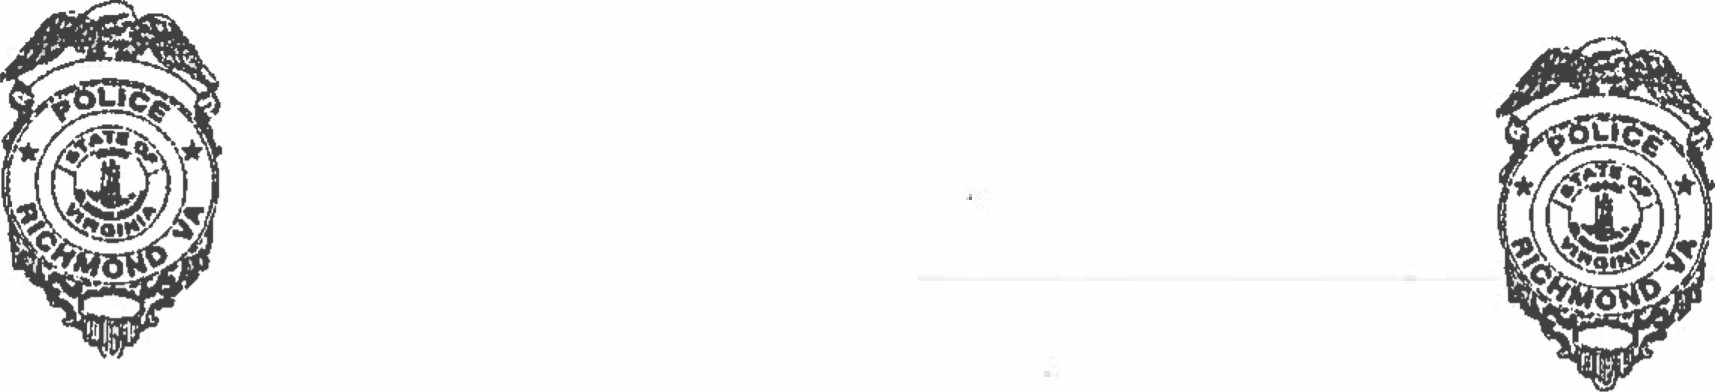 POLICE
STATE OF
VIRGINIA
RICHMOND VA
POLICE
STATE OF
VIRGINIA
RICHMOND VA